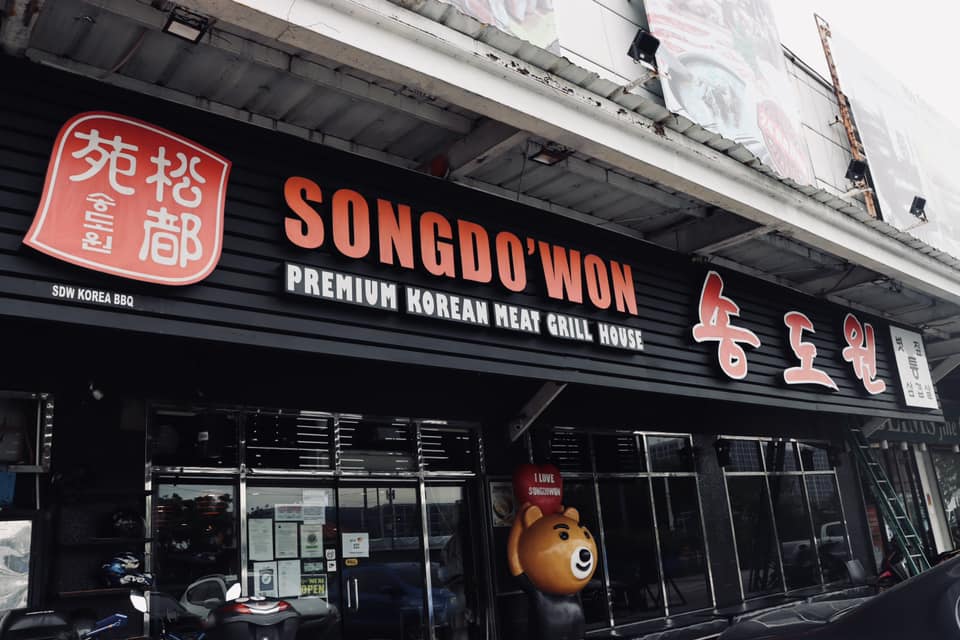 松都苑
송도원
SDW KOREA BBQ
SONGDO'WON
PREMIUM KOREAN MEAT GRILL HOUSE
송도원
I LOVE
SONGDOWON
OPEN